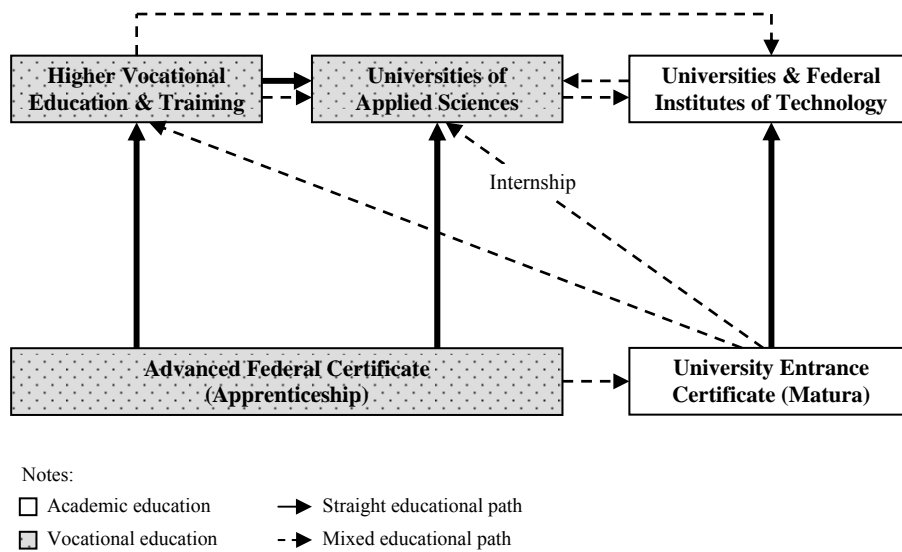 Higher Vocational
Education & Training
Universities of
Applied Sciences
Universities & Federal
Institutes of Technology
Internship
Advanced Federal Certificate
(Apprenticeship)
University Entrance
Certificate (Matura)
Notes:
Academic education
Straight educational path
Vocational education
Mixed educational path